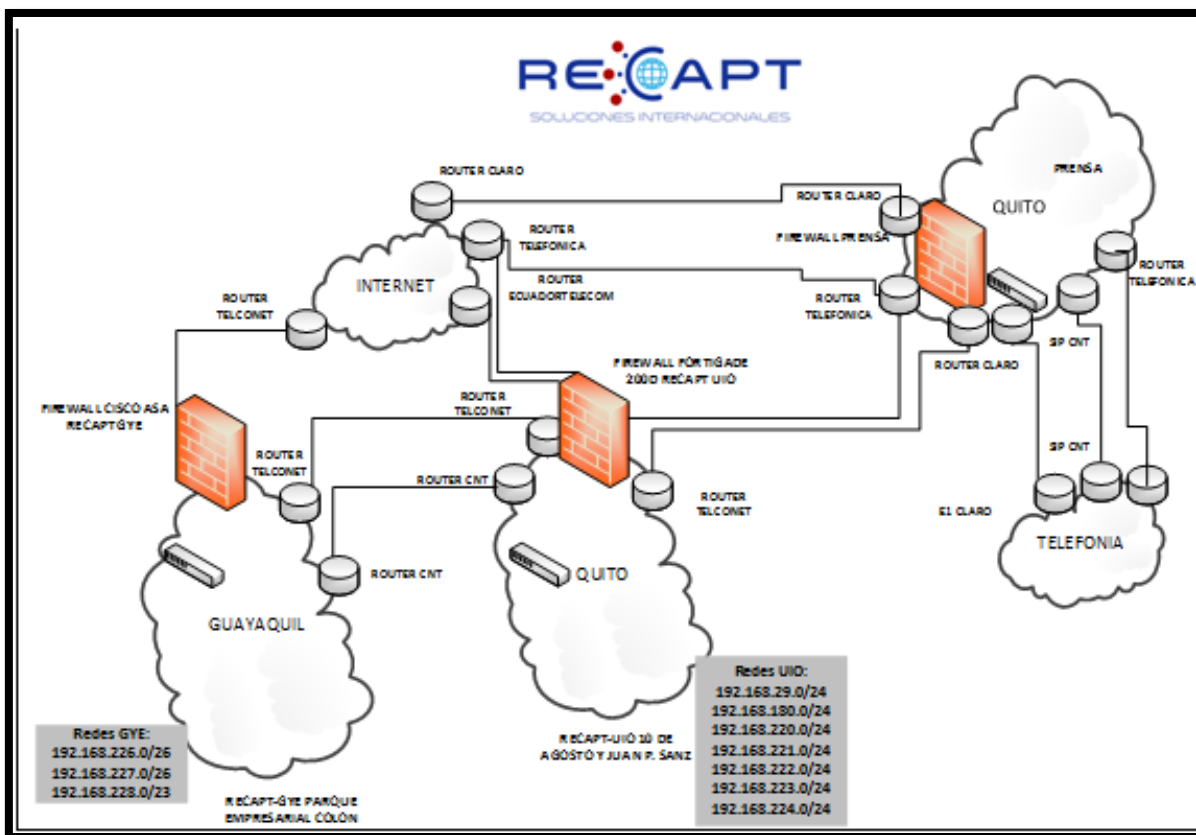 RECAPT
SOLUCIONES INTERNACIONALES
ROUTER CLARO
ROUTER
TELEFONICA
INTERNET
ROUTER
ECUADORTELECOM
ROUTER
TELCONET
ROUTER CLARO
FIREWALL PRENSA
PRENSA
QUITO
ROUTER
TELEFONICA
ROUTER
TELEFONICA
ROUTER CLARO
SIP CNT
FIREWALL FORTIGADE
200D RECAPT UIO
FIREWALL CISCO ASA
RECAPT GYE
ROUTER
TELCONET
ROUTER
TELCONET
ROUTER CNT
ROUTER
TELCONET
SIP CNT
E1 CLARO
TELEFONIA
ROUTER CNT
QUITO
GUAYAQUIL
Redes GYE:
192.168.226.0/26
192.168.227.0/26
192.168.228.0/23
RECAPT-GYE PARQUE
EMPRESARIAL COLON
RECAPT-UIO 10 DE
AGOSTO Y JUAN P. SANZ
Redes UIO:
192.168.29.0/24
192.168.180.0/24
192.168.220.0/24
192.168.221.0/24
192.168.222.0/24
192.168.223.0/24
192.168.224.0/24